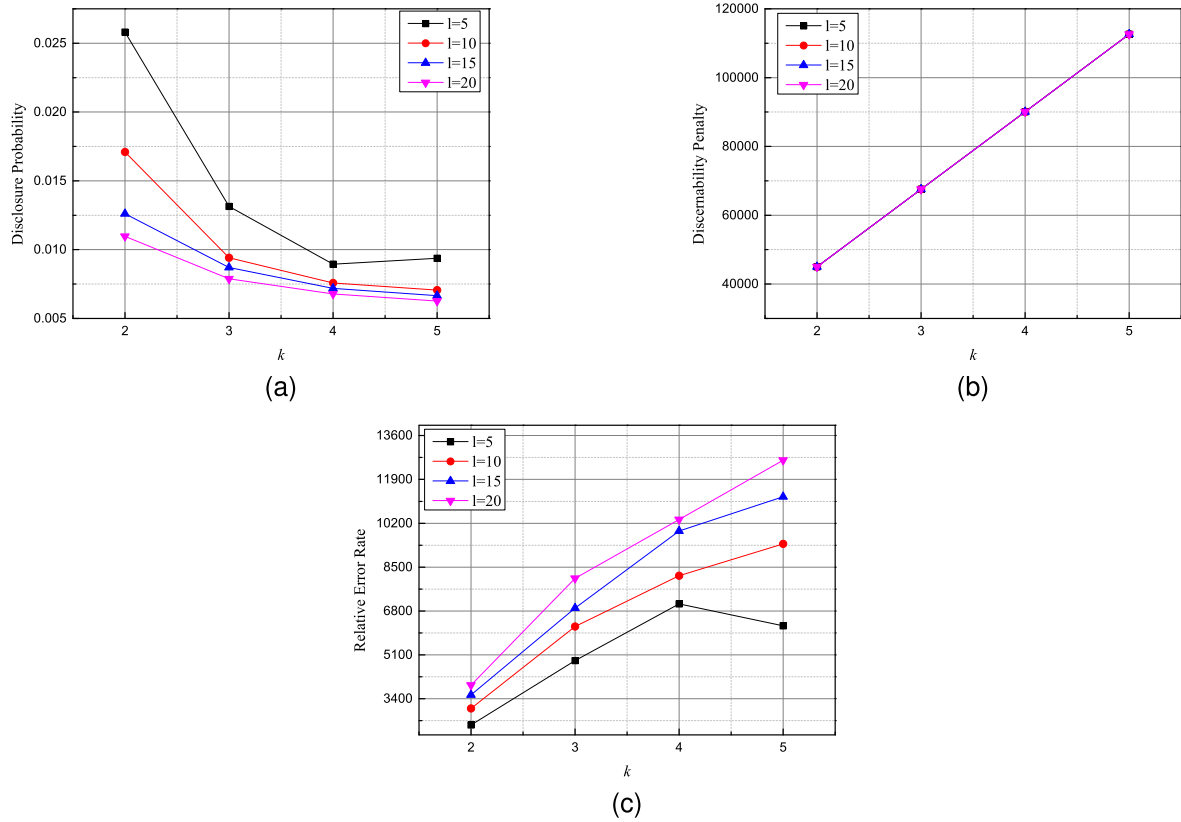 0.025
0.020
0.015
0.010
0.005
Disclosure Probability
l=5
l=10
l=15
l=20
2 3 4 5
k
(a)
120000
100000
80000
60000
40000
Discernability Penalty
l=5
l=10
l=15
l=20
2 3 4 5
k
(b)
13600
11900
10200
8500
6800
5100
3400
Relative Error Rate
l=5
l=10
l=15
l=20
2 3 4 5
k
(c)